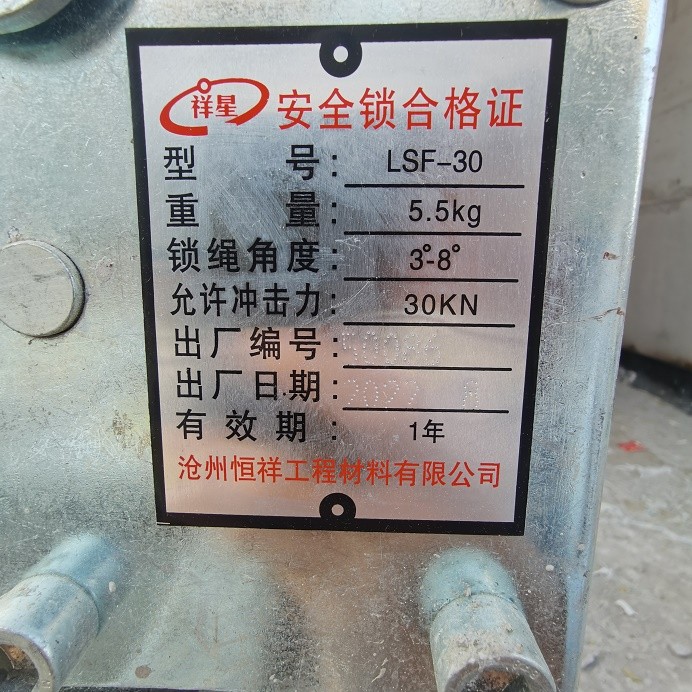 祥星 安全锁合格证
型号: LSF-30
重量: 5.5kg
锁绳角度: 3°-8°
允许冲击力: 30KN
出厂编号:
出厂日期: 2022
有效期: 1年
沧州恒祥工程材料有限公司